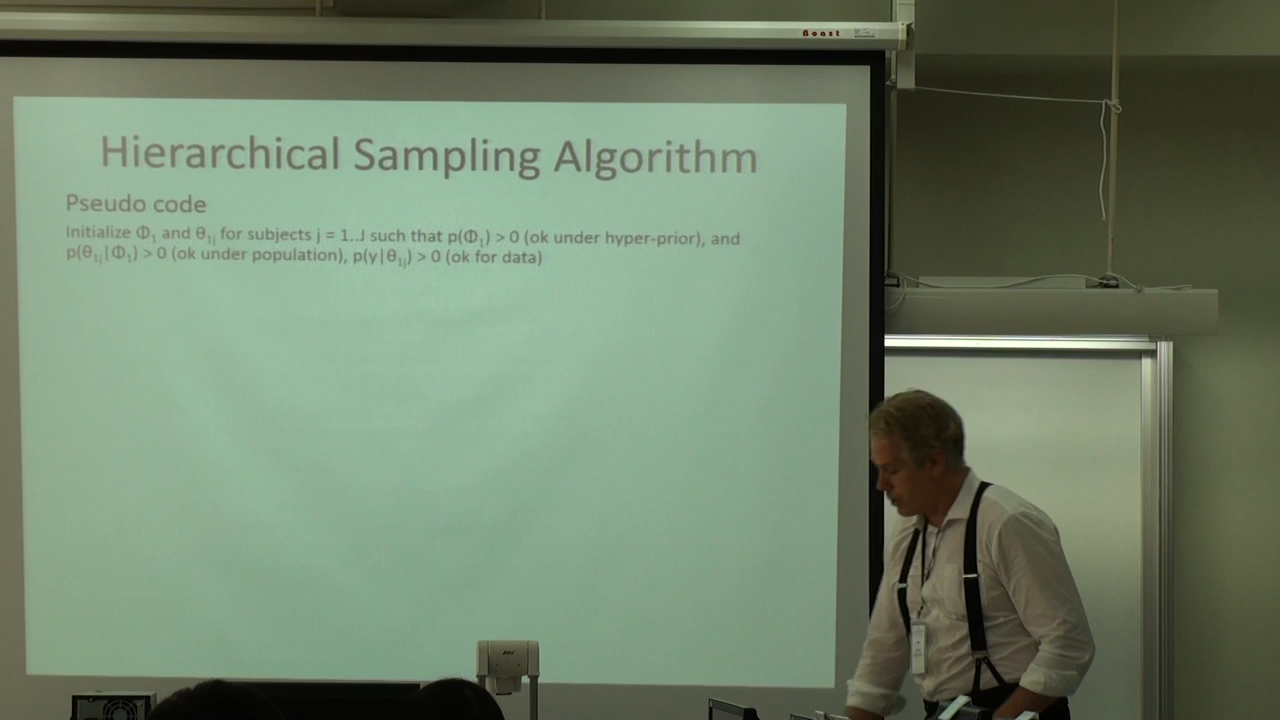 Boazt
Hierarchical Sampling Algorithm
Pseudo code
Initialize Φ₁ and θ₁ⱼ for subjects j = 1..J such that p(Φ₁) > 0 (ok under hyper-prior), and
p(θ₁ⱼ|Φ₁) > 0 (ok under population), p(y|θ₁ⱼ) > 0 (ok for data)